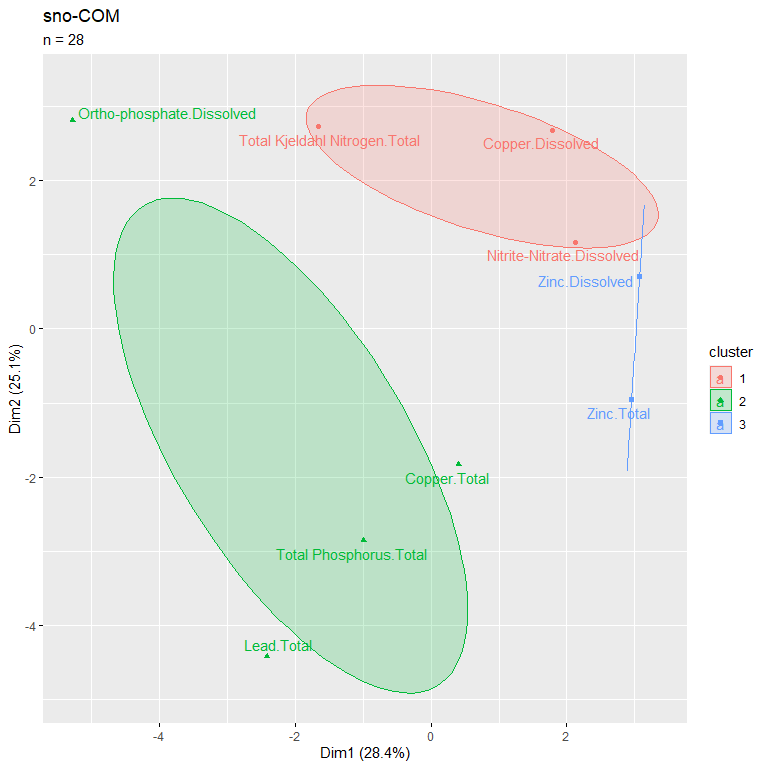 sno-COM
n = 28
Ortho-phosphate.Dissolved
Total Kjeldahl Nitrogen.Total
Copper.Dissolved
Nitrite-Nitrate.Dissolved
Zinc.Dissolved
Zinc.Total
Copper.Total
Total Phosphorus.Total
Lead.Total
2
0
-2
-4
Dim2 (25.1%)
-4
-2
0
2
Dim1 (28.4%)
cluster
a 1
a 2
a 3